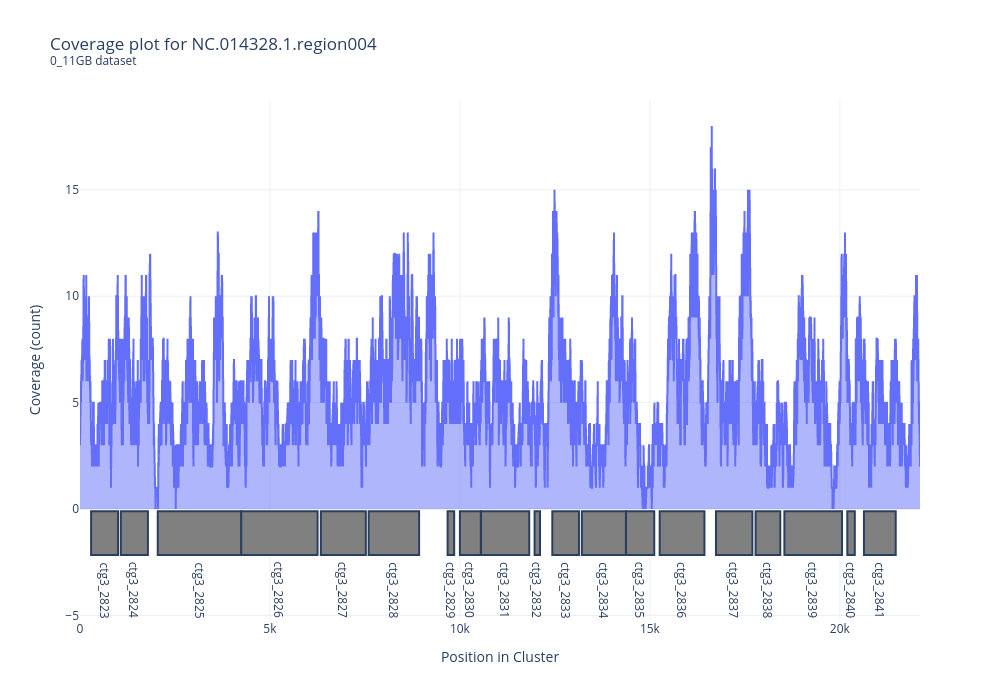 Coverage plot for NC.014328.1.region004
0_11GB dataset
Coverage (count)
15
10
5
0
−5
ctg3_2823
ctg3_2824
ctg3_2825
ctg3_2826
ctg3_2827
ctg3_2828
ctg3_2829
ctg3_2830
ctg3_2831
ctg3_2832
ctg3_2833
ctg3_2834
ctg3_2835
ctg3_2836
ctg3_2837
ctg3_2838
ctg3_2839
ctg3_2840
ctg3_2841
0
5k
10k
15k
20k
Position in Cluster